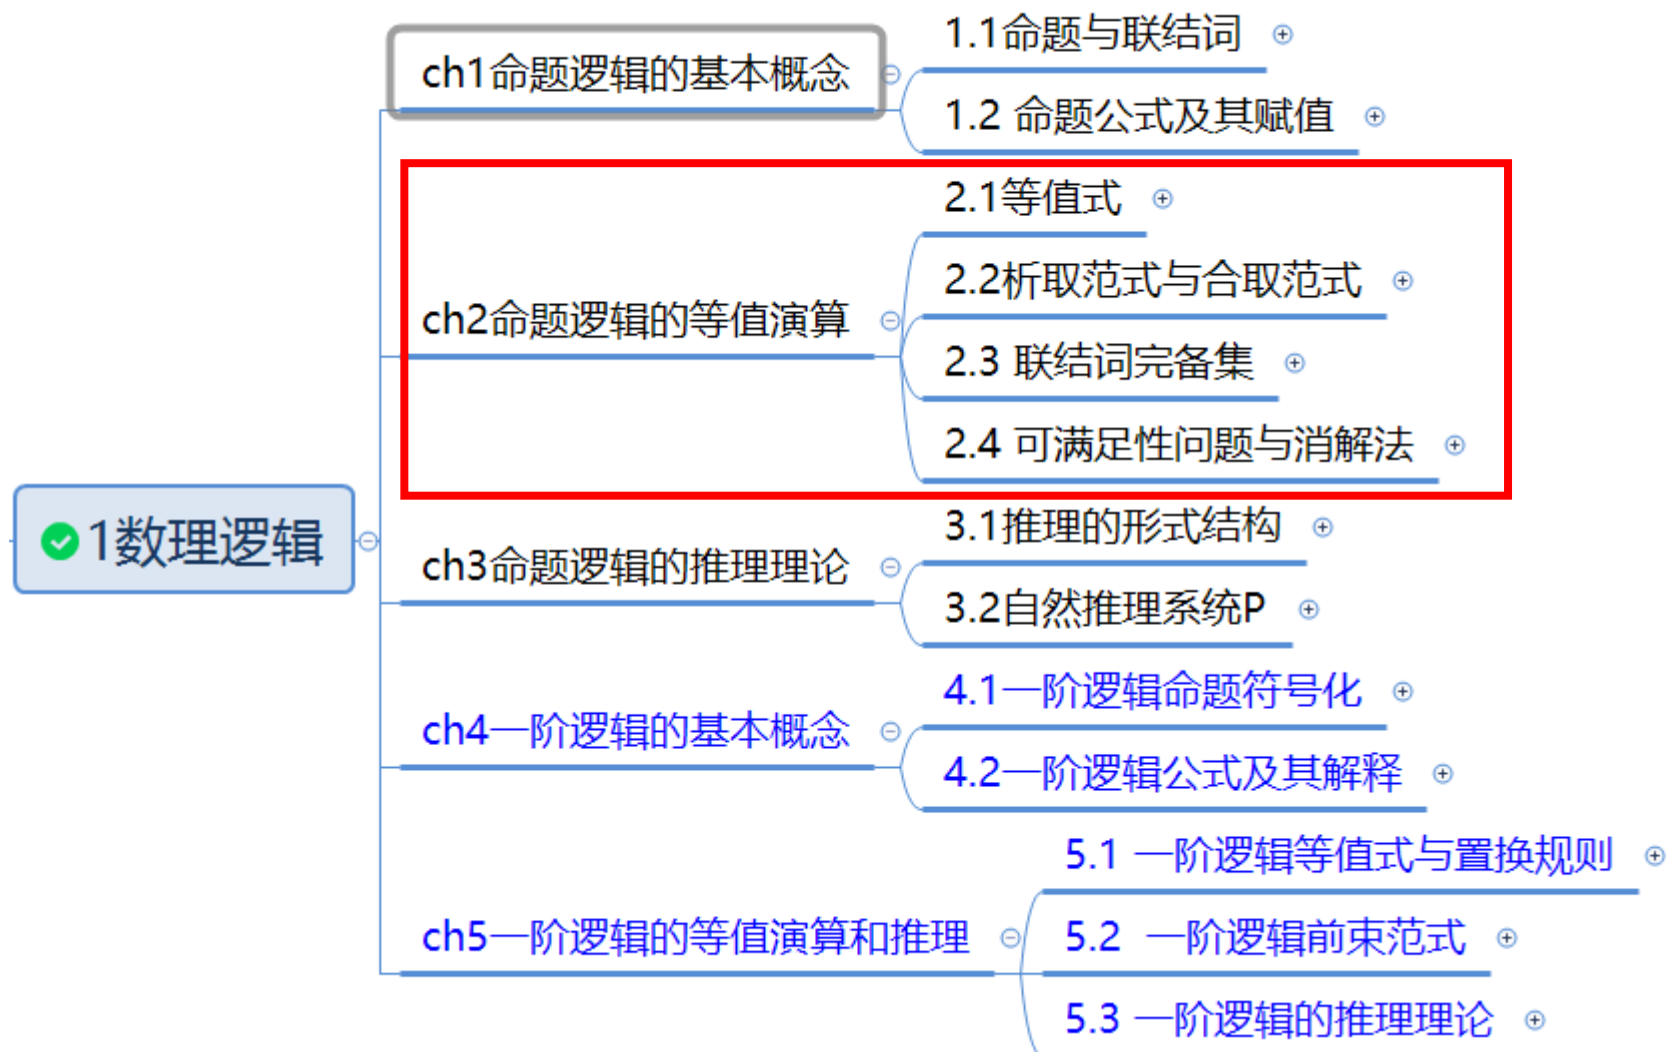 1数理逻辑
ch1命题逻辑的基本概念
1.1命题与联结词
1.2 命题公式及其赋值
ch2命题逻辑的等值演算
2.1等值式
2.2析取范式与合取范式
2.3 联结词完备集
2.4 可满足性问题与消解法
ch3命题逻辑的推理理论
3.1推理的形式结构
3.2自然推理系统P
ch4一阶逻辑的基本概念
4.1一阶逻辑命题符号化
4.2一阶逻辑公式及其解释
ch5一阶逻辑的等值演算和推理
5.1 一阶逻辑等值式与置换规则
5.2 一阶逻辑前束范式
5.3 一阶逻辑的推理理论